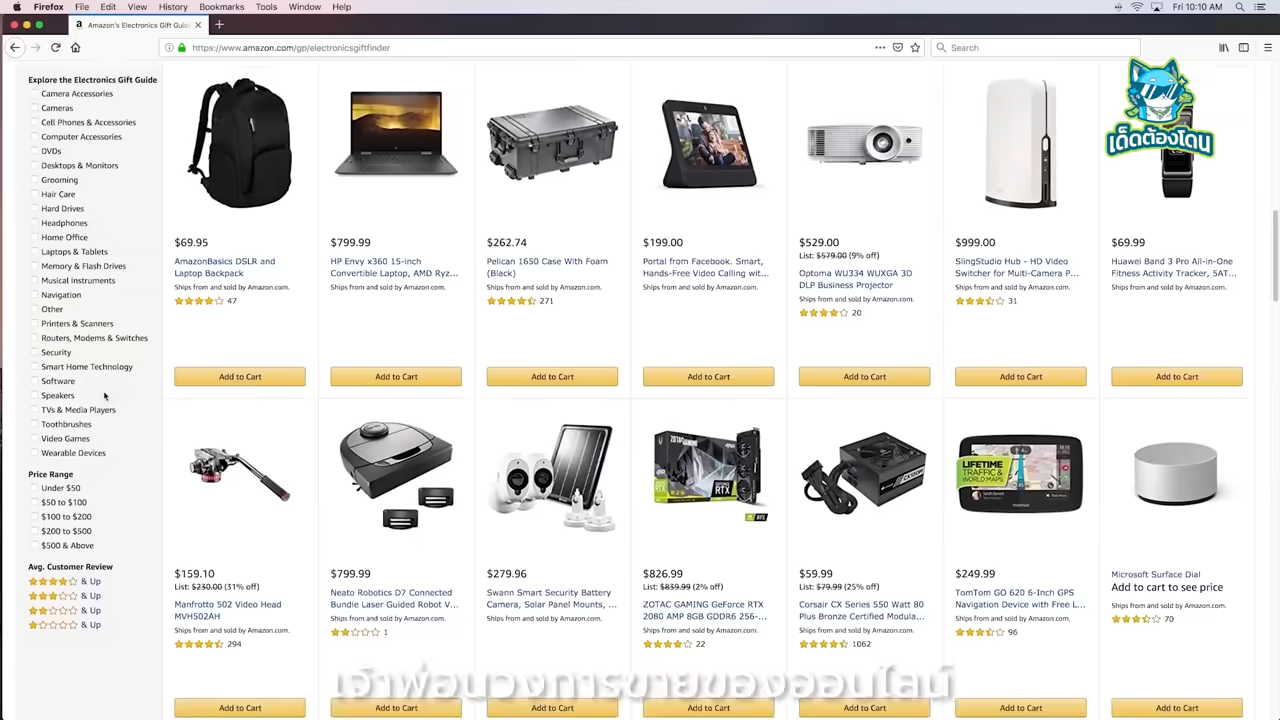 Firefox File Edit View History Bookmarks Tools Window Help
Fri 10:10 AM
Amazon's Electronics Gift Guide
https://www.amazon.com/gp/electronicsgiftfinder
Search
เด็ดต้องโดน
Explore the Electronics Gift Guide
Camera Accessories
Cameras
Cell Phones & Accessories
Computer Accessories
DVDs
Desktops & Monitors
Grooming
Hair Care
Hard Drives
Headphones
Home Office
Laptops & Tablets
Memory & Flash Drives
Musical Instruments
Navigation
Other
Printers & Scanners
Routers, Modems & Switches
Security
Smart Home Technology
Software
Speakers
TVs & Media Players
Toothbrushes
Video Games
Wearable Devices
Price Range
Under $50
$50 to $100
$100 to $200
$200 to $500
$500 & Above
Avg. Customer Review
& Up
& Up
& Up
& Up
$69.95
AmazonBasics DSLR and
Laptop Backpack
Ships from and sold by Amazon.com.
47
Add to Cart
$799.99
HP Envy x360 15-inch
Convertible Laptop, AMD Ryz...
Ships from and sold by Amazon.com.
Add to Cart
$262.74
Pelican 1650 Case With Foam
(Black)
Ships from and sold by Amazon.com.
271
Add to Cart
$199.00
Portal from Facebook. Smart,
Hands-Free Video Calling wit...
Ships from and sold by Amazon.com.
Add to Cart
$529.00
List: $579.00 (9% off)
Optoma WU334 WUXGA 3D
DLP Business Projector
Ships from and sold by Amazon.com.
20
Add to Cart
$999.00
SlingStudio Hub - HD Video
Switcher for Multi-Camera P...
Ships from and sold by Amazon.com.
31
Add to Cart
$69.99
Huawei Band 3 Pro All-in-One
Fitness Activity Tracker, 5AT...
Ships from and sold by Amazon.com.
Add to Cart
$159.10
List: $230.00 (31% off)
Manfrotto 502 Video Head
MVH502AH
Ships from and sold by Amazon.com.
294
Add to Cart
$799.99
Neato Robotics D7 Connected
Bundle Laser Guided Robot V...
Ships from and sold by Amazon.com.
1
Add to Cart
$279.96
Swann Smart Security Battery
Camera, Solar Panel Mounts, ...
Ships from and sold by Amazon.com.
Add to Cart
ZOTAC GAMING
GEFORCE
RTX
$826.99
List: $839.99 (2% off)
ZOTAC GAMING GeForce RTX
2080 AMP 8GB GDDR6 256-...
Ships from and sold by Amazon.com.
22
Add to Cart
$59.99
List: $79.99 (25% off)
Corsair CX Series 550 Watt 80
Plus Bronze Certified Modula...
Ships from and sold by Amazon.com.
1062
Add to Cart
LIFETIME
TRAFFIC &
WORLD MAPS
$249.99
TomTom GO 620 6-Inch GPS
Navigation Device with Free L...
Ships from and sold by Amazon.com.
96
Add to Cart
Microsoft Surface Dial
Add to cart to see price
Ships from and sold by Amazon.com.
70
Add to Cart
เจ้าพ่อนวงการขายของออนไลน์